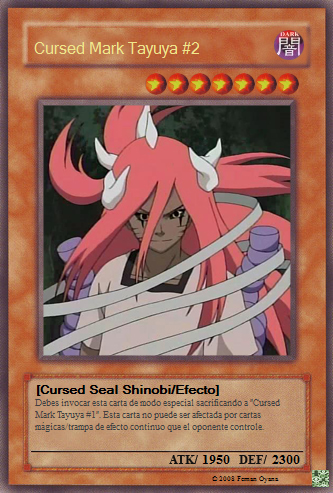 Cursed Mark Tayuya #2
DARK
闇
[Cursed Seal Shinobi/Efecto]
Debes invocar esta carta de modo especial sacrificando a "Cursed
Mark Tayuya #1". Esta carta no puede ser afectada por cartas
mágicas/trampa de efecto continuo que el oponente controle.
ATK/ 1950 DEF/ 2300
©2008 Fernan Oyana